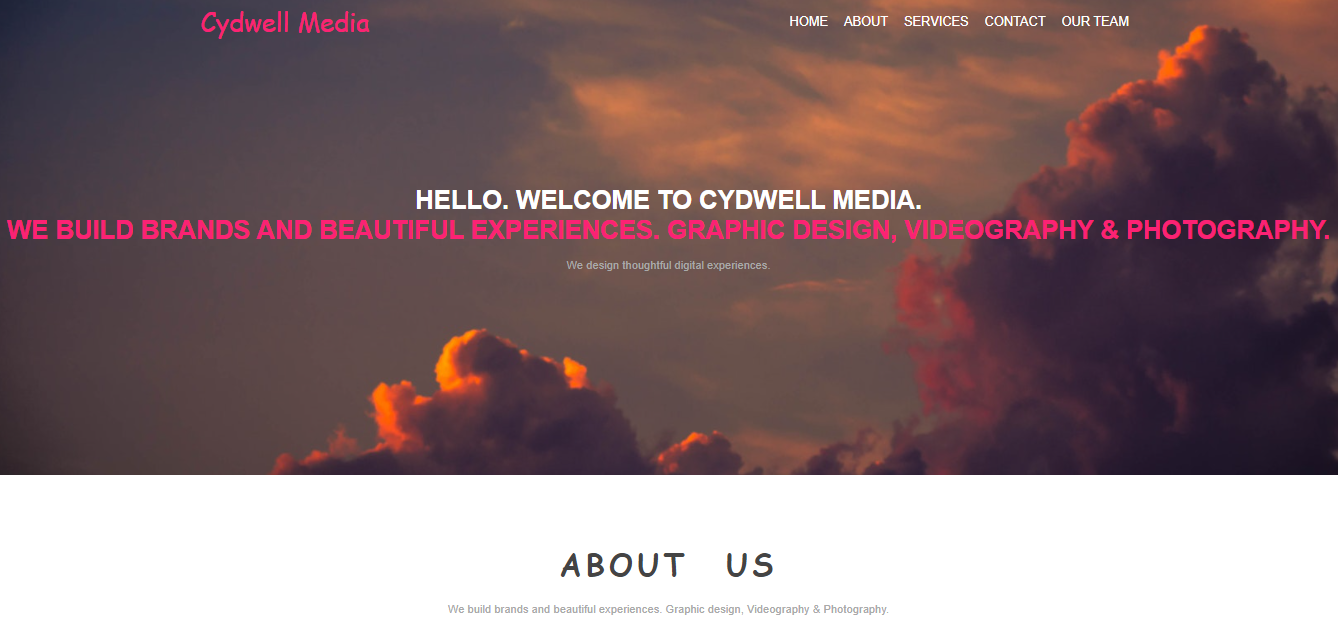 Cydwell Media
HOME ABOUT SERVICES CONTACT OUR TEAM
HELLO. WELCOME TO CYDWELL MEDIA.
WE BUILD BRANDS AND BEAUTIFUL EXPERIENCES. GRAPHIC DESIGN, VIDEOGRAPHY & PHOTOGRAPHY.
We design thoughtful digital experiences.
ABOUT US
We build brands and beautiful experiences. Graphic design, Videography & Photography.